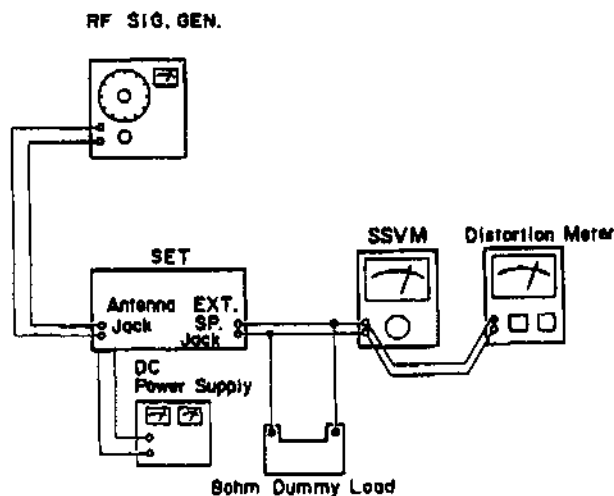 RF SIG. GEN.
SSVM
Distortion Meter
SET
Antenna
Jack
EXT.
SP.
Jack
DC
Power Supply
8ohm Dummy Load